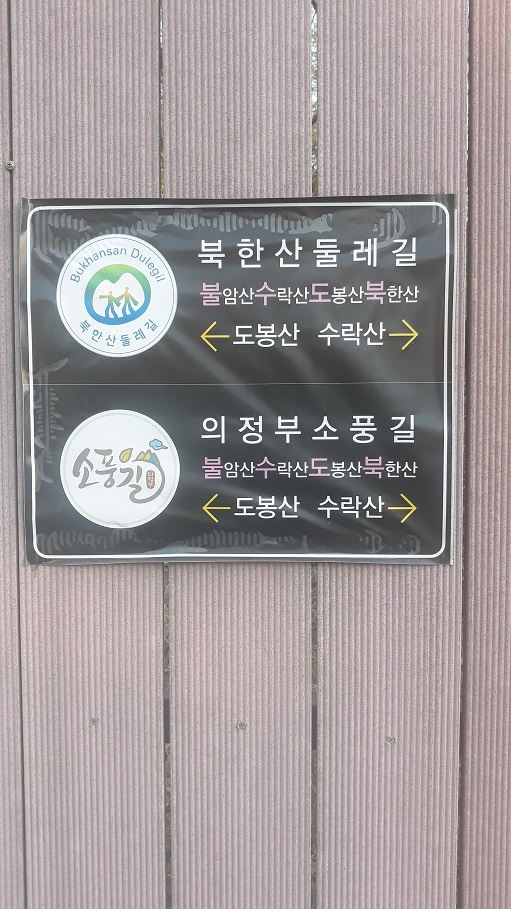 Bukhansan Dulegil
북한산둘레길
북한산둘레길
불암산수락산도봉산북한산
←도봉산 수락산→
소풍길
의정부소풍길
불암산수락산도봉산북한산
←도봉산 수락산→